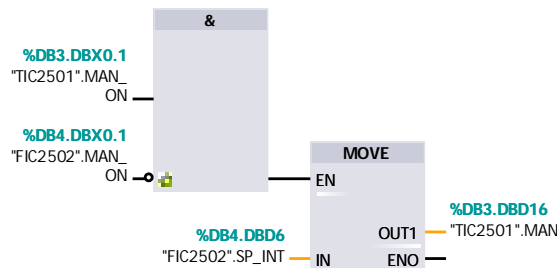 &
%DB3.DBX0.1
"TIC2501".MAN_
ON
%DB4.DBX0.1
"FIC2502".MAN_
ON
MOVE
EN
%DB3.DBD16
OUT1
"TIC2501".MAN
%DB4.DBD6
"FIC2502".SP_INT
IN
ENO